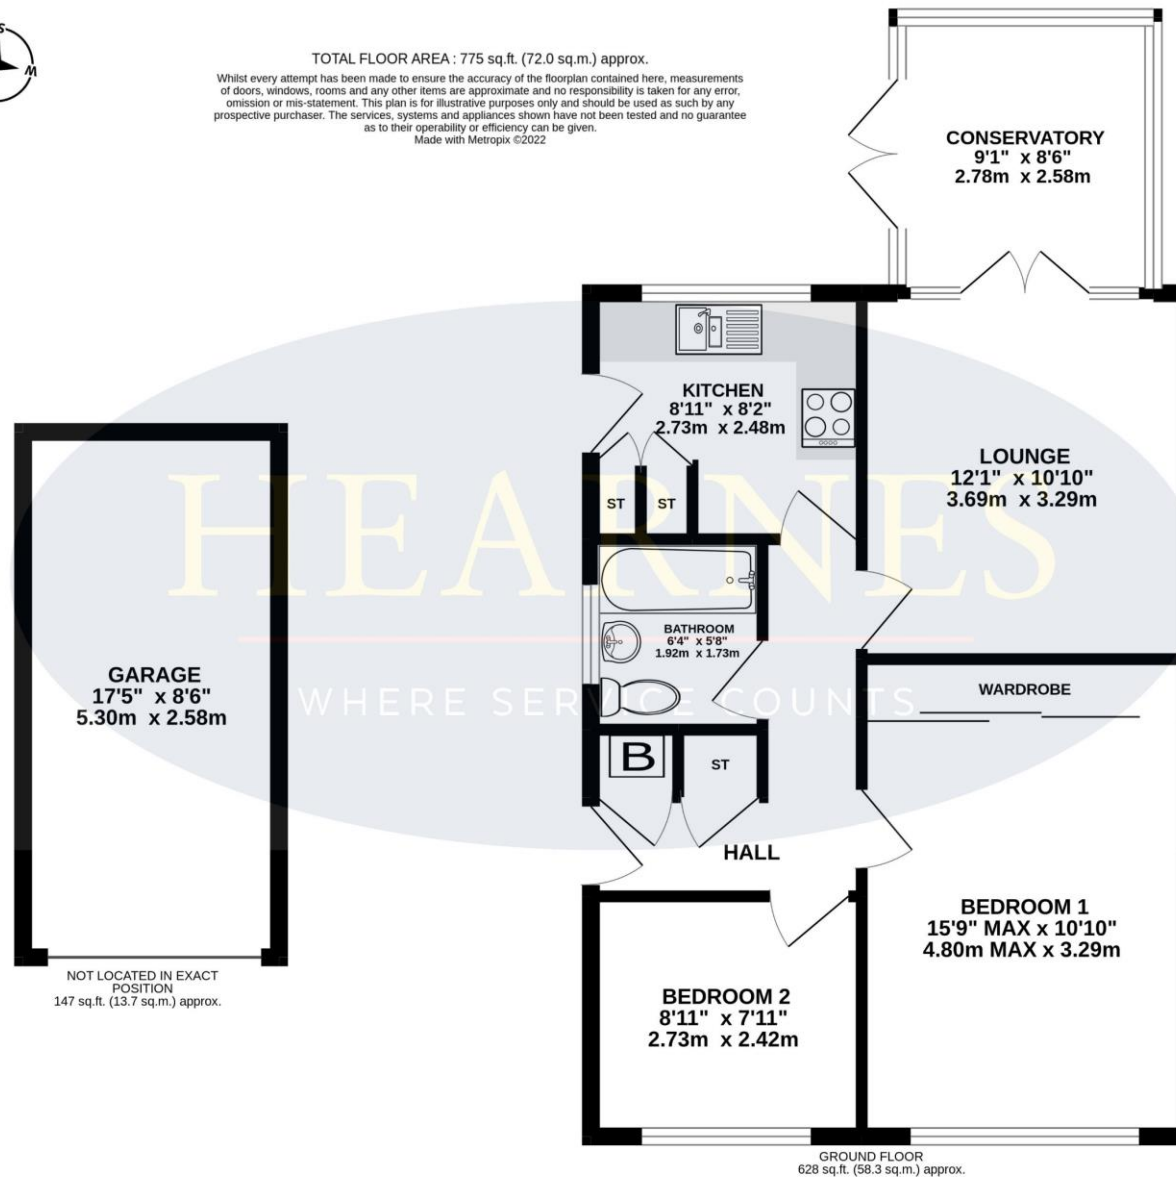 S
W
TOTAL FLOOR AREA : 775 sq.ft. (72.0 sq.m.) approx.
Whilst every attempt has been made to ensure the accuracy of the floorplan contained here, measurements
of doors, windows, rooms and any other items are approximate and no responsibility is taken for any error,
omission or mis-statement. This plan is for illustrative purposes only and should be used as such by any
prospective purchaser. The services, systems and appliances shown have not been tested and no guarantee
as to their operability or efficiency can be given.
Made with Metropix ©2022
CONSERVATORY
9'1" x 8'6"
2.78m x 2.58m
KITCHEN
8'11" x 8'2"
2.73m x 2.48m
LOUNGE
12'1" x 10'10"
3.69m x 3.29m
ST
ST
HEARNES
BATHROOM
6'4" x 5'8"
1.92m x 1.73m
GARAGE
17'5" x 8'6"
5.30m x 2.58m
WHERE SERVICE COUNTS
WARDROBE
B
ST
HALL
BEDROOM 1
15'9" MAX x 10'10"
4.80m MAX x 3.29m
NOT LOCATED IN EXACT
POSITION
147 sq.ft. (13.7 sq.m.) approx.
BEDROOM 2
8'11" x 7'11"
2.73m x 2.42m
GROUND FLOOR
628 sq.ft. (58.3 sq.m.) approx.